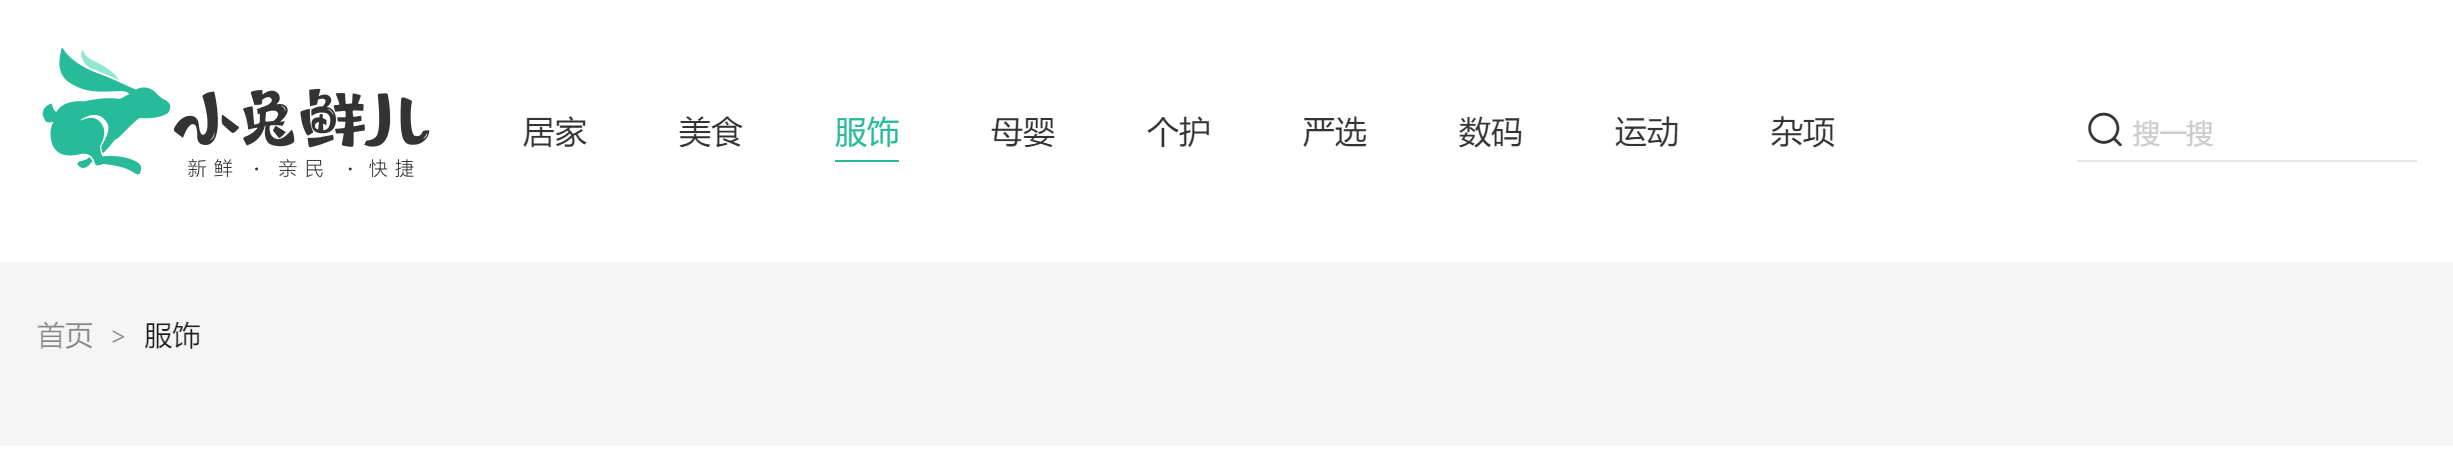 小兔鲜儿
新鲜 · 亲民 · 快捷
居家 美食 服饰 母婴 个护 严选 数码 运动 杂项
搜一搜
首页 > 服饰